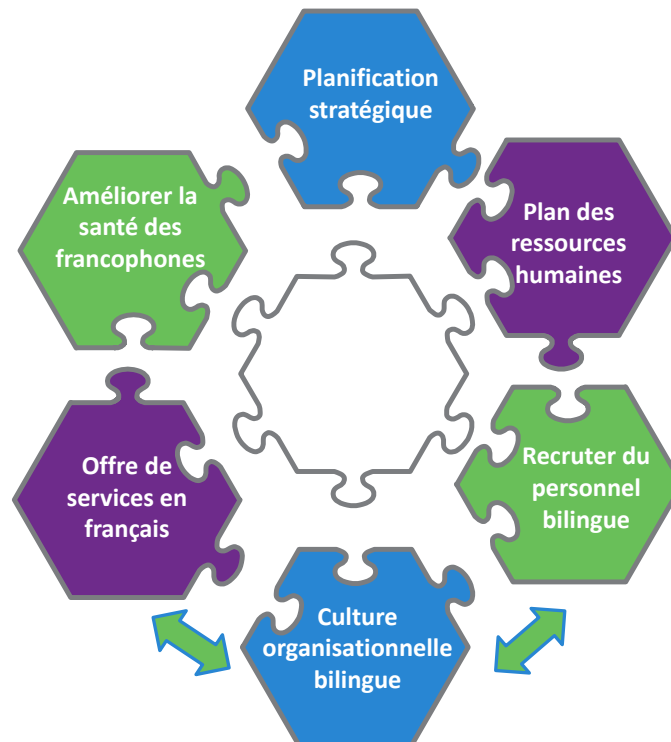 Planification
stratégique
Plan des
ressources
humaines
Recruter du
personnel
bilingue
Culture
organisationnelle
bilingue
Offre de
services en
français
Améliorer la
santé des
francophones